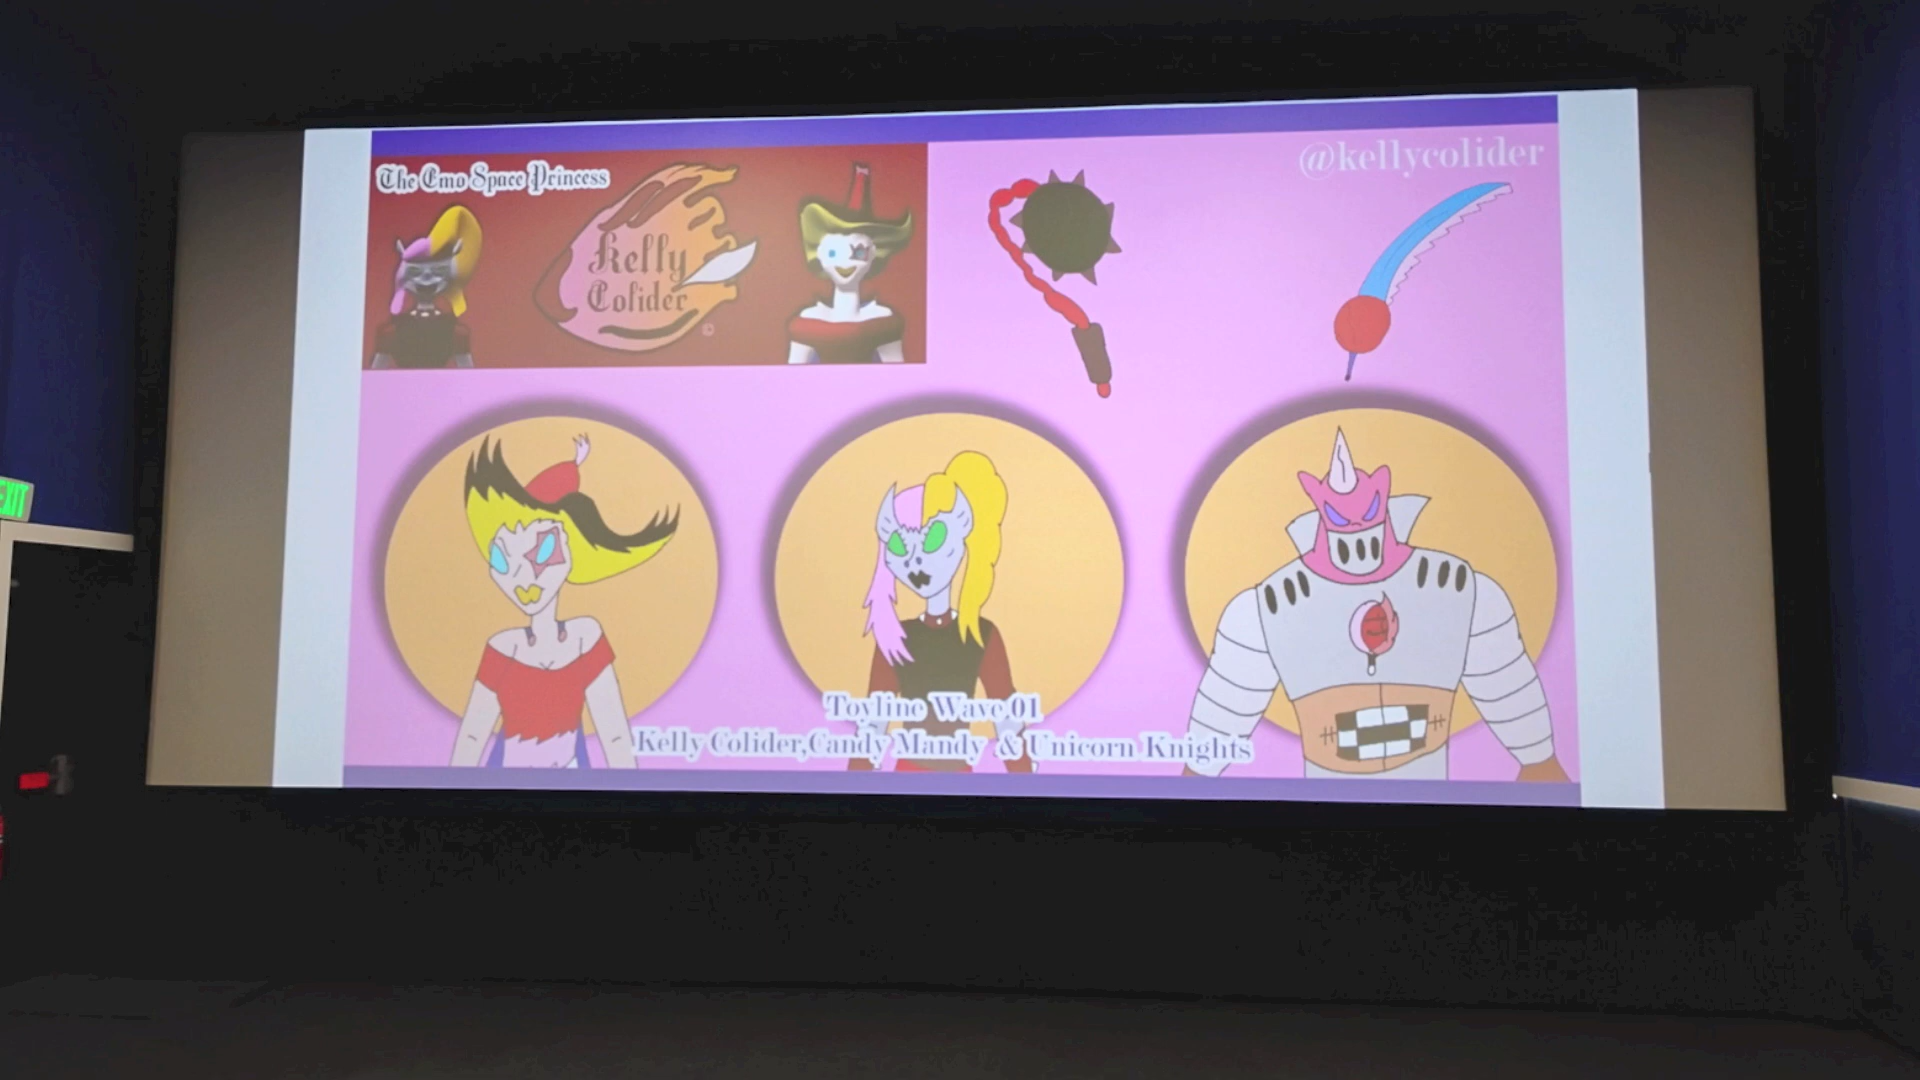 The Emo Space Princess
@kellycolider
Kelly
Colider
©
Toyline Wave 01
Kelly Colider,Candy Mandy & Unicorn Knights
EXIT